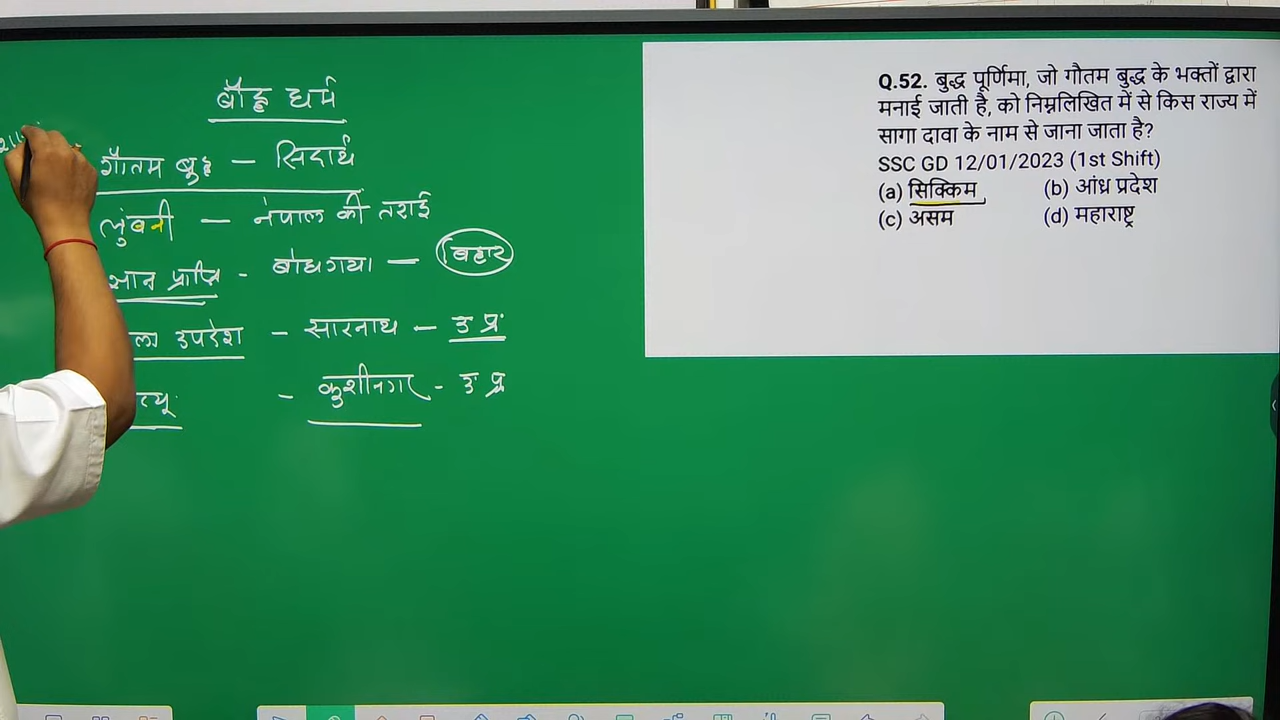 बौद्ध धर्म
गौतम बुद्ध — सिदार्थ
लुंबनी — नेपाल की तराई
ज्ञान प्राप्ति - बोधगया — बिहार
उपदेश - सारनाथ — उ प्र
- कुशीनगर - उ प्र
Q.52. बुद्ध पूर्णिमा, जो गौतम बुद्ध के भक्तों द्वारा
मनाई जाती है, को निम्नलिखित में से किस राज्य में
सागा दावा के नाम से जाना जाता है?
SSC GD 12/01/2023 (1st Shift)
(a) सिक्किम (b) आंध्र प्रदेश
(c) असम (d) महाराष्ट्र